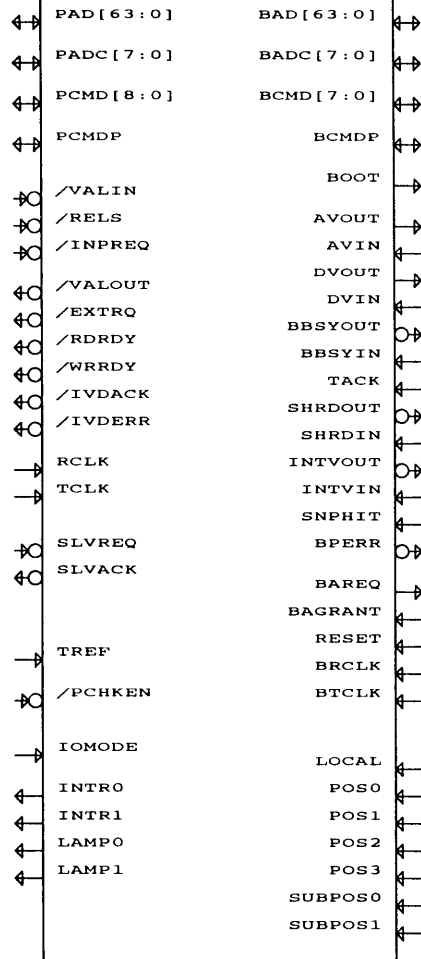 PAD[63:0] BAD[63:0]
PADC[7:0] BADC[7:0]
PCMD[8:0] BCMD[7:0]
PCMDP BCMDP
BOOT
/VALIN
/RELS AVOUT
/INPREQ AVIN
DVOUT
/VALOUT DVIN
/EXTRQ BBSYOUT
/RDRDY BBSYIN
/WRRDY TACK
/IVDACK SHRDOUT
/IVDERR SHRDIN
RCLK INTVOUT
TCLK INTVIN
SNPHIT
SLVREQ BPERR
SLVACK BAREQ
BAGRANT
TREF RESET
BRCLK
/PCHKEN BTCLK
IOMODE LOCAL
INTR0 POS0
INTR1 POS1
LAMP0 POS2
LAMP1 POS3
SUBPOS0
SUBPOS1